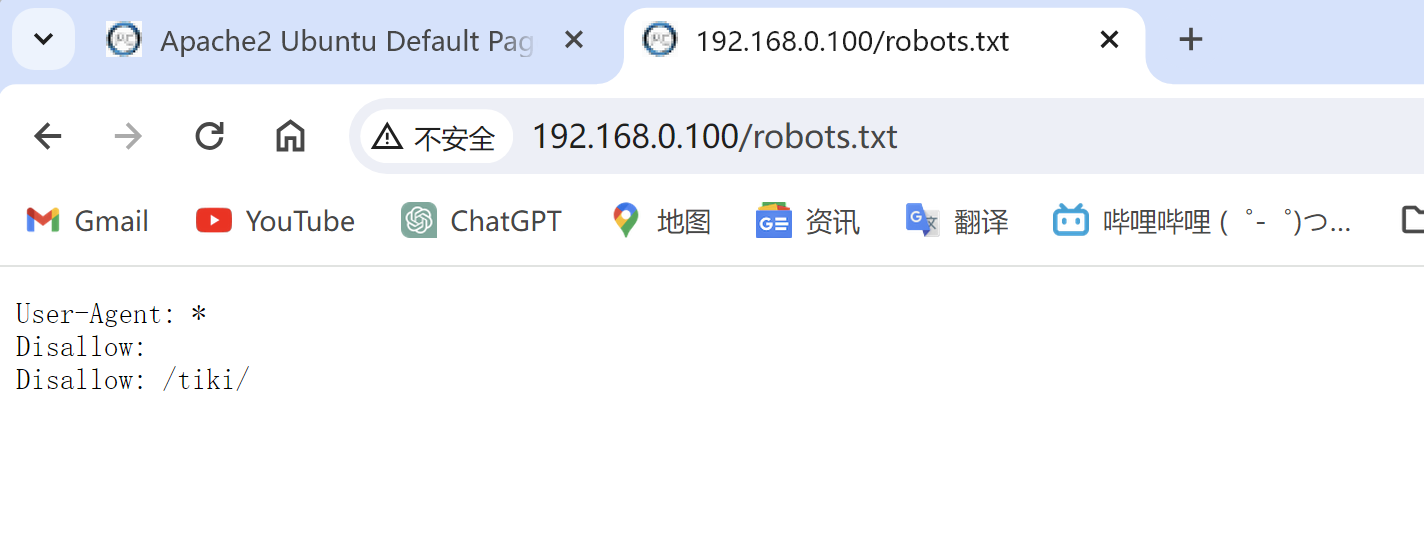 Apache2 Ubuntu Default Pag
192.168.0.100/robots.txt
不安全 192.168.0.100/robots.txt
Gmail YouTube ChatGPT 地图 资讯 翻译 哔哩哔哩 (゜-゜)つ...
User-Agent: *
Disallow:
Disallow: /tiki/